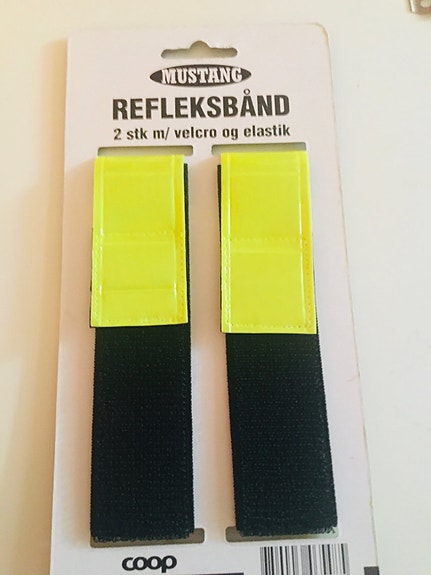 MUSTANG
REFLEKSBÅND
2 stk m/ velcro og elastik
coop